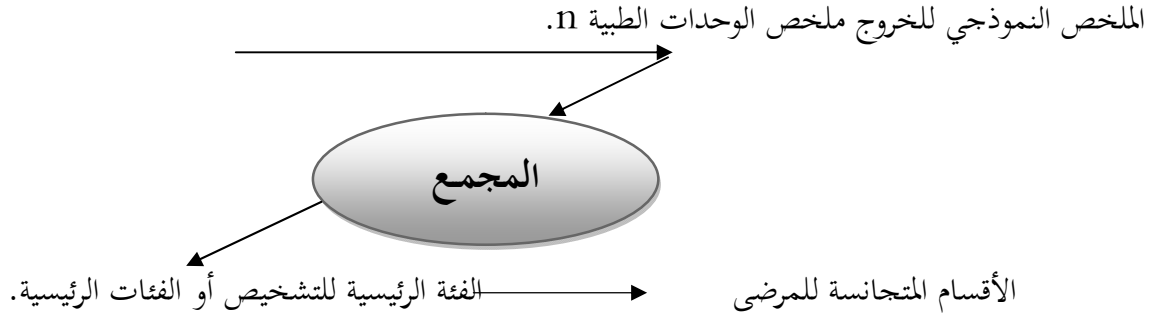 الملخص النموذجي للخروج ملخص الوحدات الطبية n.
المجمع
الأقسام المتجانسة للمرضى الفئة الرئيسية للتشخيص أو الفئات الرئيسية.